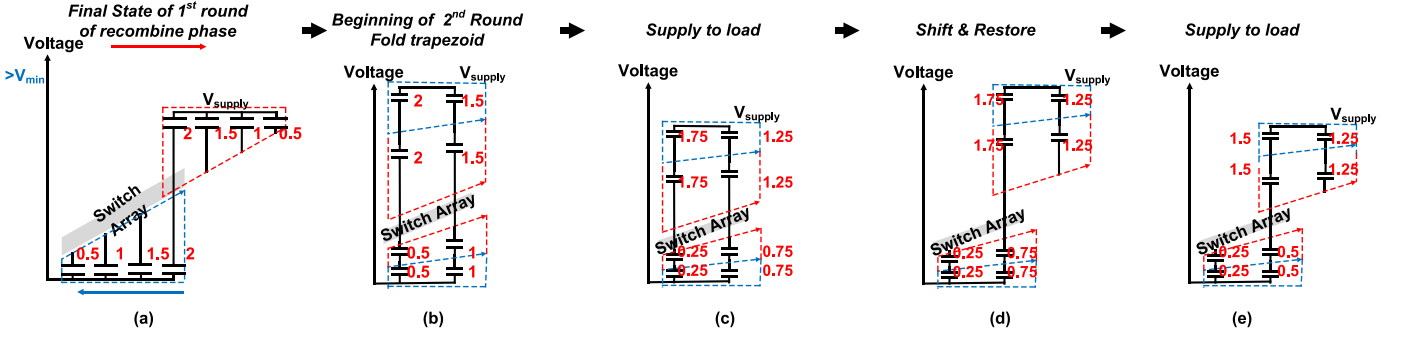 Final State of 1st round
of recombine phase
Beginning of 2nd Round
Fold trapezoid
Supply to load
Shift & Restore
Supply to load
Voltage
>Vmin
Vsupply
2 1.5 1 0.5
Switch
Array
0.5 1 1.5 2
(a)
Voltage
Vsupply
2 1.5
2 1.5
Switch Array
0.5 1
0.5 1
(b)
Voltage
Vsupply
1.75 1.25
1.75 1.25
Switch Array
0.25 0.75
0.25 0.75
(c)
Voltage
Vsupply
1.75 1.25
1.75 1.25
Switch Array
0.25 0.75
0.25 0.75
(d)
Voltage
Vsupply
1.5 1.25
1.5 1.25
Switch Array
0.25 0.5
0.25 0.5
(e)